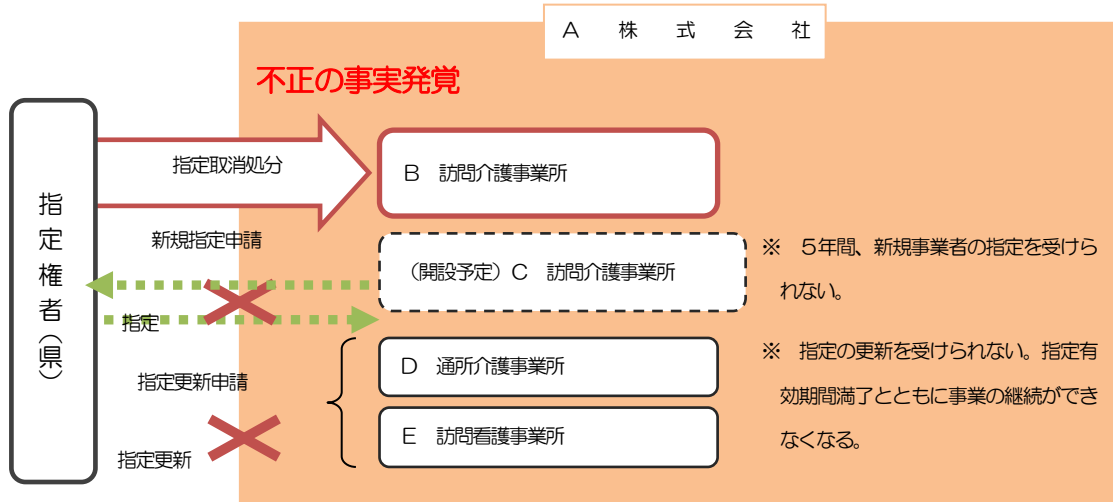 A 株式会社
不正の事実発覚
指定権者(県)
指定取消処分
B 訪問介護事業所
新規指定申請
(開設予定)C 訪問介護事業所
指定
※ 5年間、新規事業者の指定を受けら
れない。
指定更新申請
D 通所介護事業所
E 訪問看護事業所
指定更新
※ 指定の更新を受けられない。指定有
効期間満了とともに事業の継続ができ
なくなる。